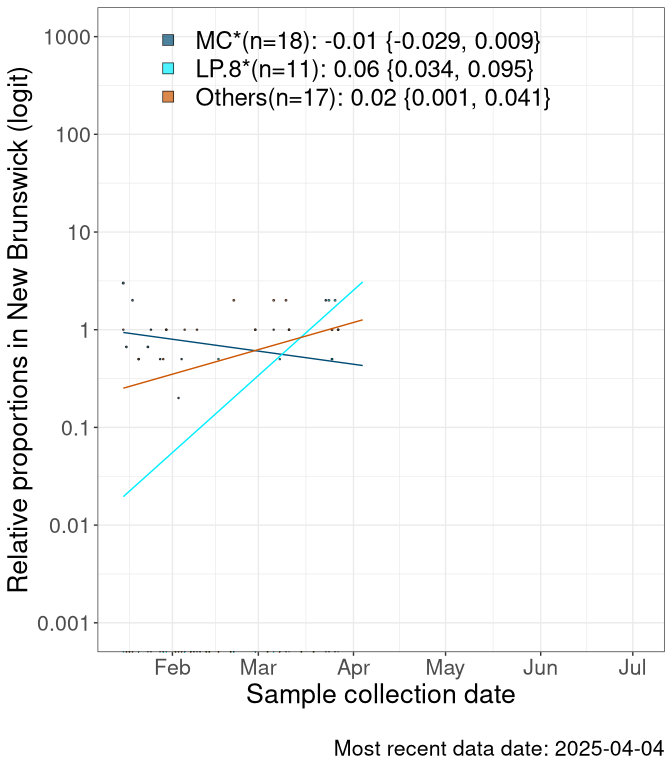 MC*(n=18): -0.01 {-0.029, 0.009}
LP.8*(n=11): 0.06 {0.034, 0.095}
Others(n=17): 0.02 {0.001, 0.041}
Relative proportions in New Brunswick (logit)
1000
100
10
1
0.1
0.01
0.001
Feb Mar Apr May Jun Jul
Sample collection date
Most recent data date: 2025-04-04